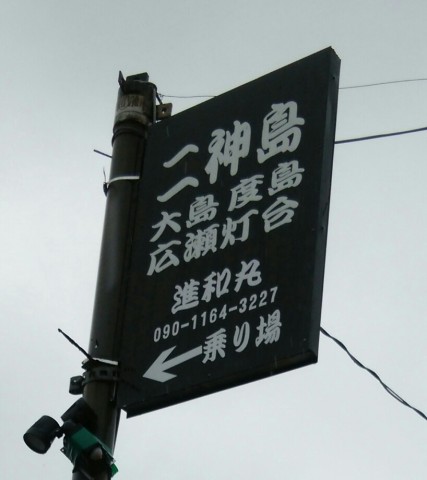 二神島
大島 度島
広瀬灯台
進和丸
090-1164-3227
乗り場